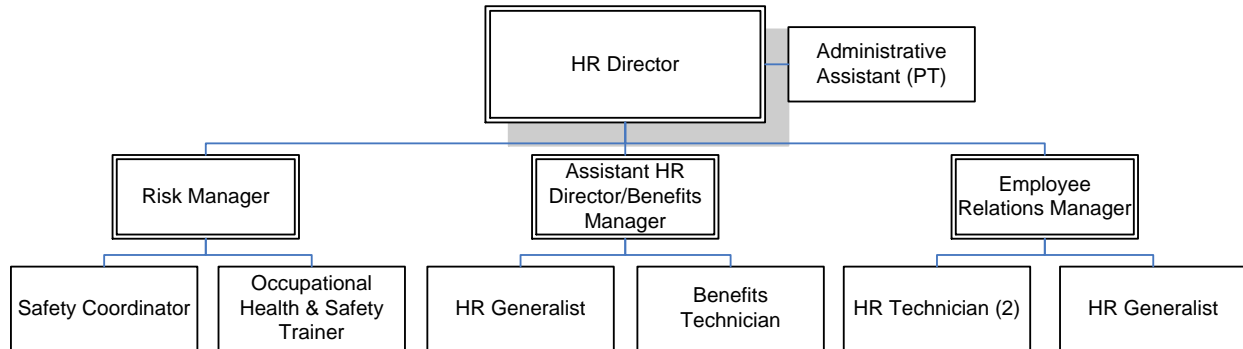 HR Director
Administrative
Assistant (PT)
Risk Manager
Assistant HR
Director/Benefits
Manager
Employee
Relations Manager
Safety Coordinator
Occupational
Health & Safety
Trainer
HR Generalist
Benefits
Technician
HR Technician (2)
HR Generalist